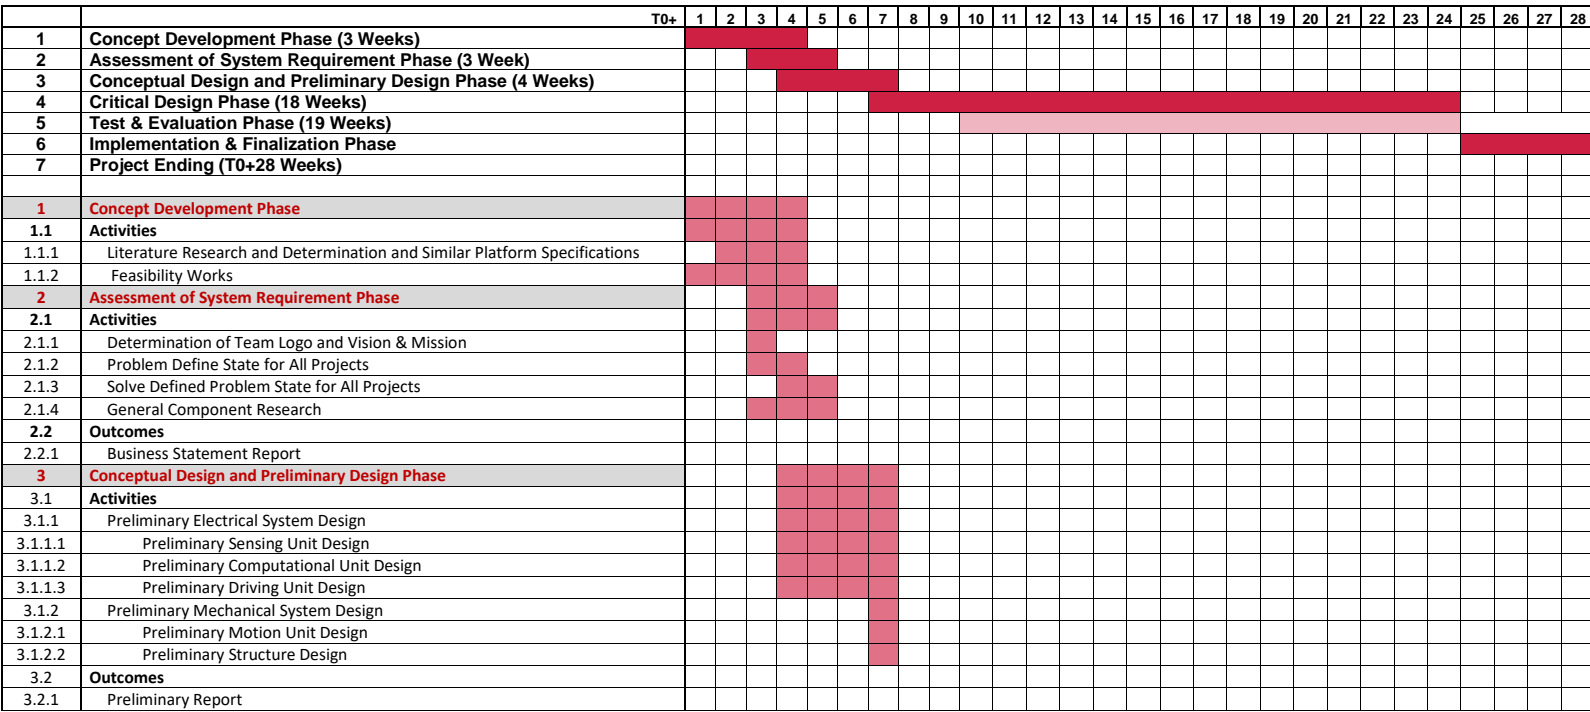 T0+ 1 2 3 4 5 6 7 8 9 10 11 12 13 14 15 16 17 18 19 20 21 22 23 24 25 26 27 28
1 Concept Development Phase (3 Weeks)
2 Assessment of System Requirement Phase (3 Week)
3 Conceptual Design and Preliminary Design Phase (4 Weeks)
4 Critical Design Phase (18 Weeks)
5 Test & Evaluation Phase (19 Weeks)
6 Implementation & Finalization Phase
7 Project Ending (T0+28 Weeks)
1 Concept Development Phase
1.1 Activities
1.1.1 Literature Research and Determination and Similar Platform Specifications
1.1.2 Feasibility Works
2 Assessment of System Requirement Phase
2.1 Activities
2.1.1 Determination of Team Logo and Vision & Mission
2.1.2 Problem Define State for All Projects
2.1.3 Solve Defined Problem State for All Projects
2.1.4 General Component Research
2.2 Outcomes
2.2.1 Business Statement Report
3 Conceptual Design and Preliminary Design Phase
3.1 Activities
3.1.1 Preliminary Electrical System Design
3.1.1.1 Preliminary Sensing Unit Design
3.1.1.2 Preliminary Computational Unit Design
3.1.1.3 Preliminary Driving Unit Design
3.1.2 Preliminary Mechanical System Design
3.1.2.1 Preliminary Motion Unit Design
3.1.2.2 Preliminary Structure Design
3.2 Outcomes
3.2.1 Preliminary Report